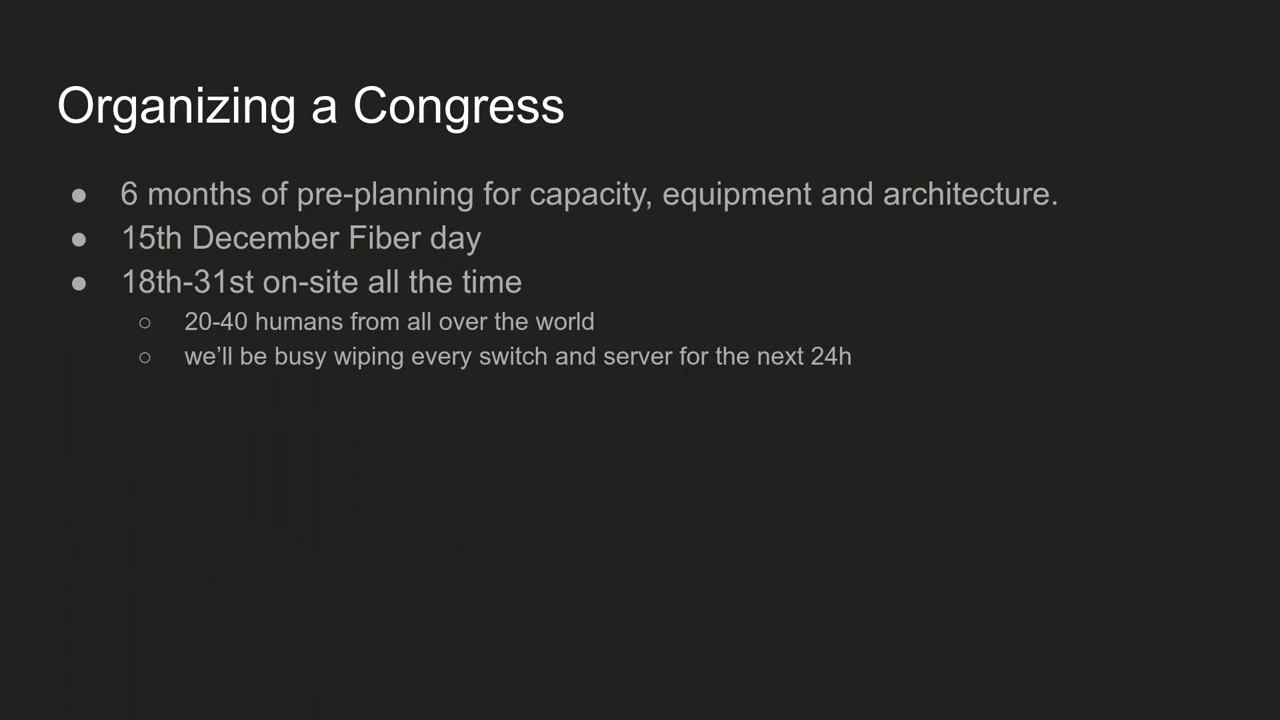 Organizing a Congress
● 6 months of pre-planning for capacity, equipment and architecture.
● 15th December Fiber day
● 18th-31st on-site all the time
○ 20-40 humans from all over the world
○ we’ll be busy wiping every switch and server for the next 24h